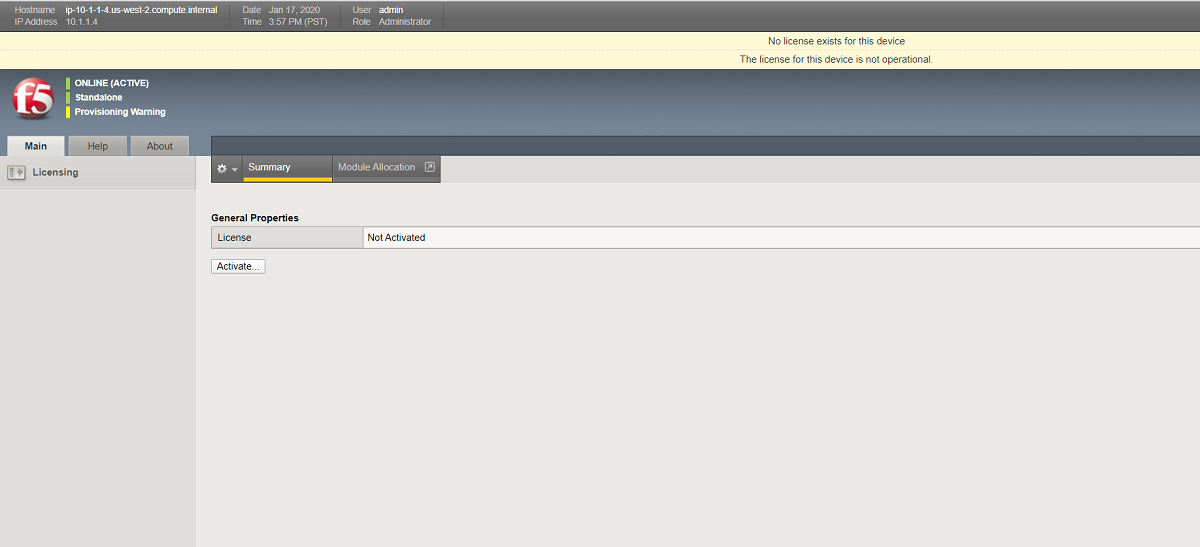 Hostname ip-10-1-1-4.us-west-2.compute.internal Date Jan 17, 2020 User admin
IP Address 10.1.1.4 Time 3:57 PM (PST) Role Administrator
No license exists for this device
The license for this device is not operational.
f5
ONLINE (ACTIVE)
Standalone
Provisioning Warning
Main Help About
Licensing
Summary Module Allocation
General Properties
License Not Activated
Activate...